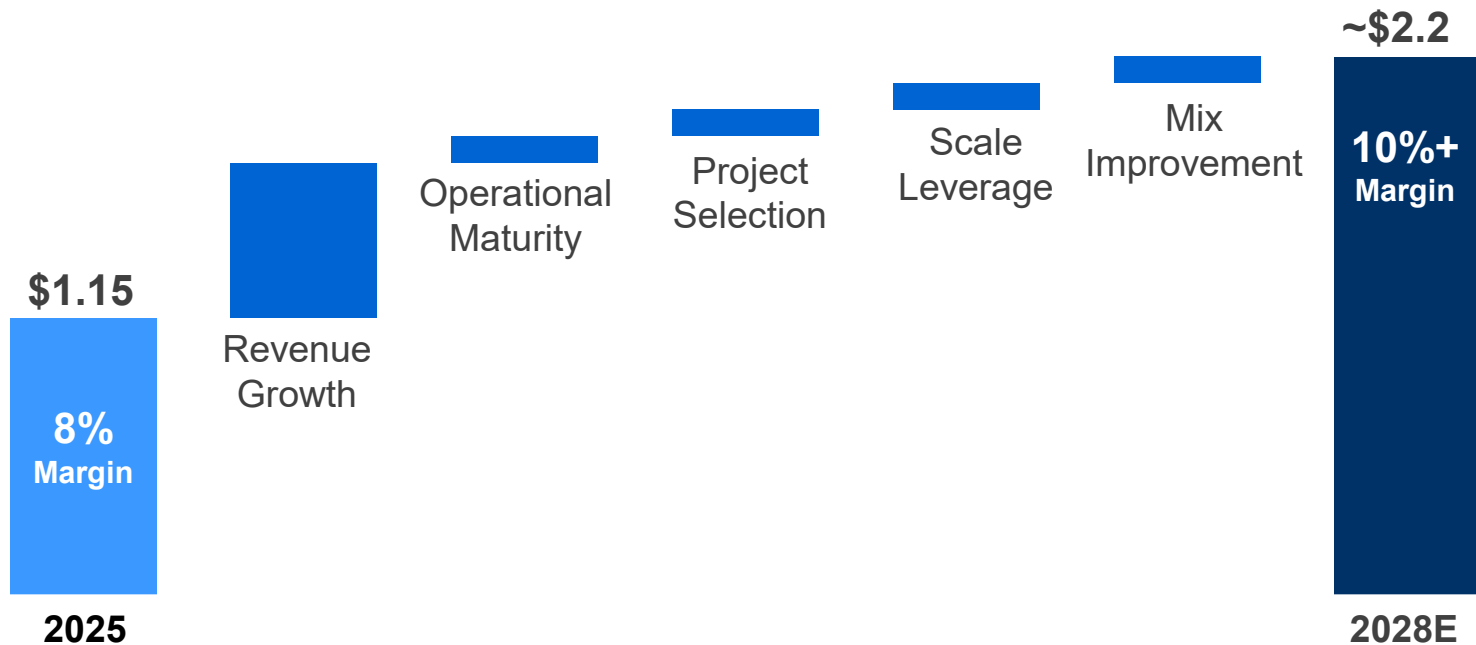 $1.15
8%
Margin
2025
Revenue
Growth
Operational
Maturity
Project
Selection
Scale
Leverage
Mix
Improvement
~$2.2
10%+
Margin
2028E